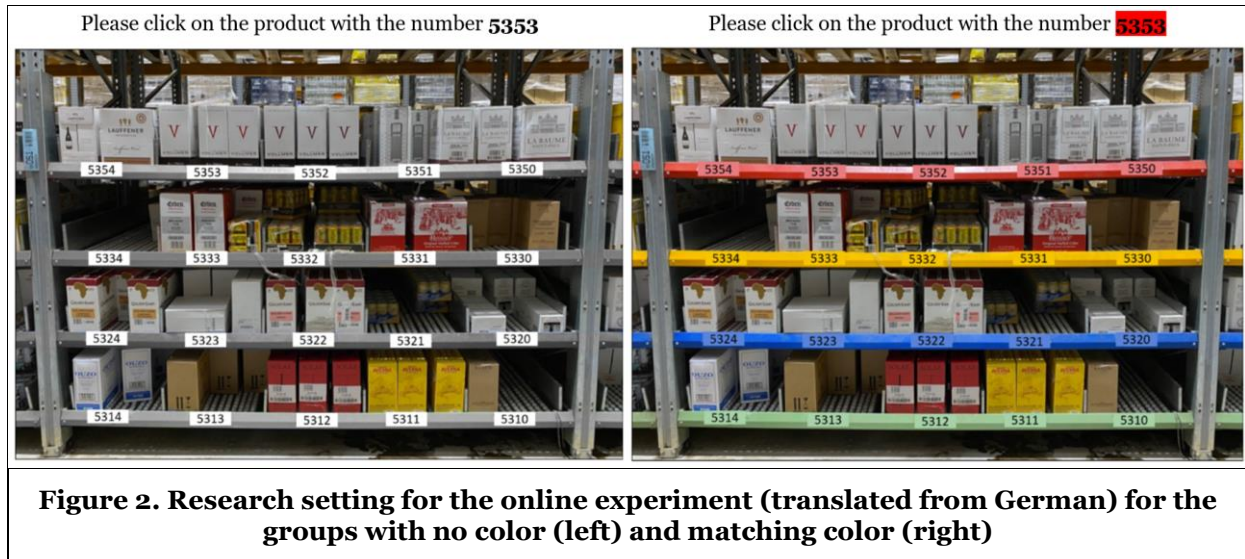 Please click on the product with the number 5353
Please click on the product with the number 5353
LAUFFENER
V V V V V V
LA BAUME
5354 5353 5352 5351 5350
5334 5333 5332 5331 5330
5324 5323 5322 5321 5320
5314 5313 5312 5311 5310
LAUFFENER
V V V V V V
LA BAUME
5354 5353 5352 5351 5350
5334 5333 5332 5331 5330
5324 5323 5322 5321 5320
5314 5313 5312 5311 5310
Figure 2. Research setting for the online experiment (translated from German) for the
groups with no color (left) and matching color (right)